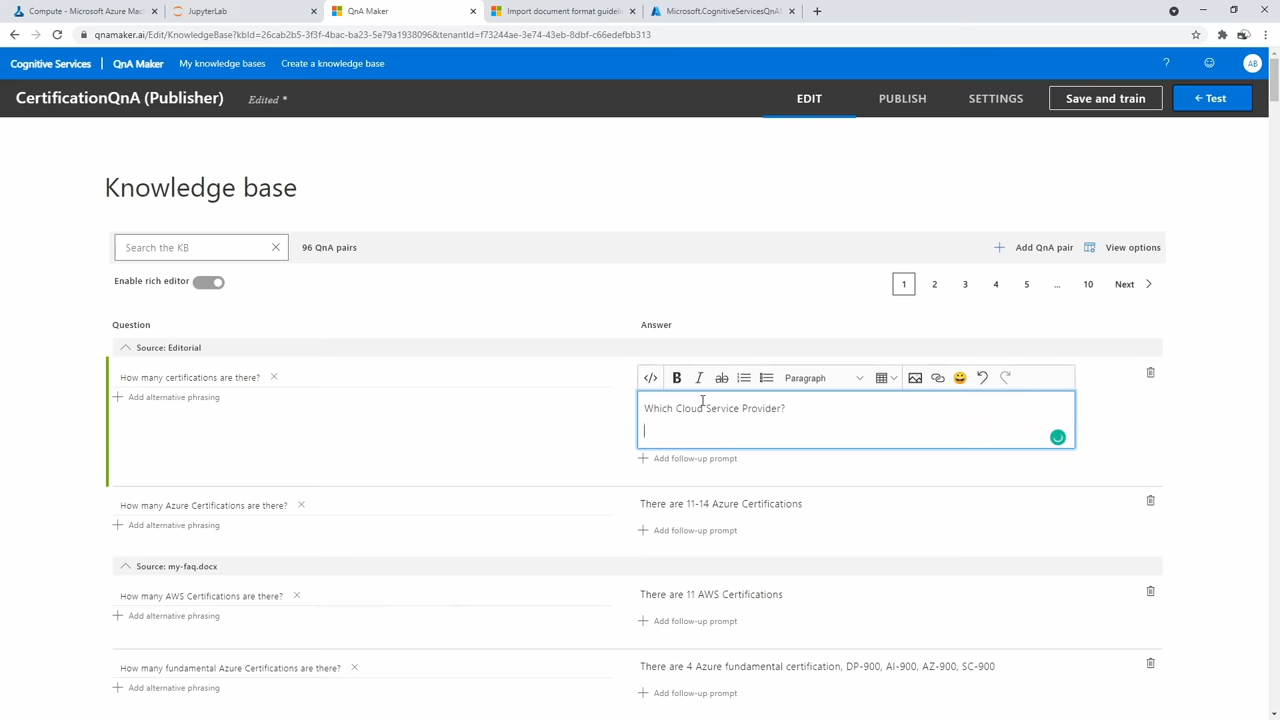 Compute - Microsoft Azure Mac
JupyterLab
QnA Maker
Import document format guidelin
Microsoft.CognitiveServicesQnAM
qnamaker.ai/Edit/KnowledgeBase?kbId=26cab2b5-3f3f-4bac-ba23-5e79a1938096&tenantId=f73244ae-3e74-43eb-8dbf-c66edefbb313
Cognitive Services
QnA Maker
My knowledge bases
Create a knowledge base
?
AB
CertificationQnA (Publisher)
Edited *
EDIT
PUBLISH
SETTINGS
Save and train
← Test
Knowledge base
Search the KB
96 QnA pairs
Add QnA pair
View options
Enable rich editor
1 2 3 4 5 ... 10 Next
Question
Answer
Source: Editorial
How many certifications are there?
Add alternative phrasing
</> B I ab Paragraph
Which Cloud Service Provider?
Add follow-up prompt
How many Azure Certifications are there?
Add alternative phrasing
There are 11-14 Azure Certifications
Add follow-up prompt
Source: my-faq.docx
How many AWS Certifications are there?
Add alternative phrasing
There are 11 AWS Certifications
Add follow-up prompt
How many fundamental Azure Certifications are there?
Add alternative phrasing
There are 4 Azure fundamental certification, DP-900, AI-900, AZ-900, SC-900
Add follow-up prompt